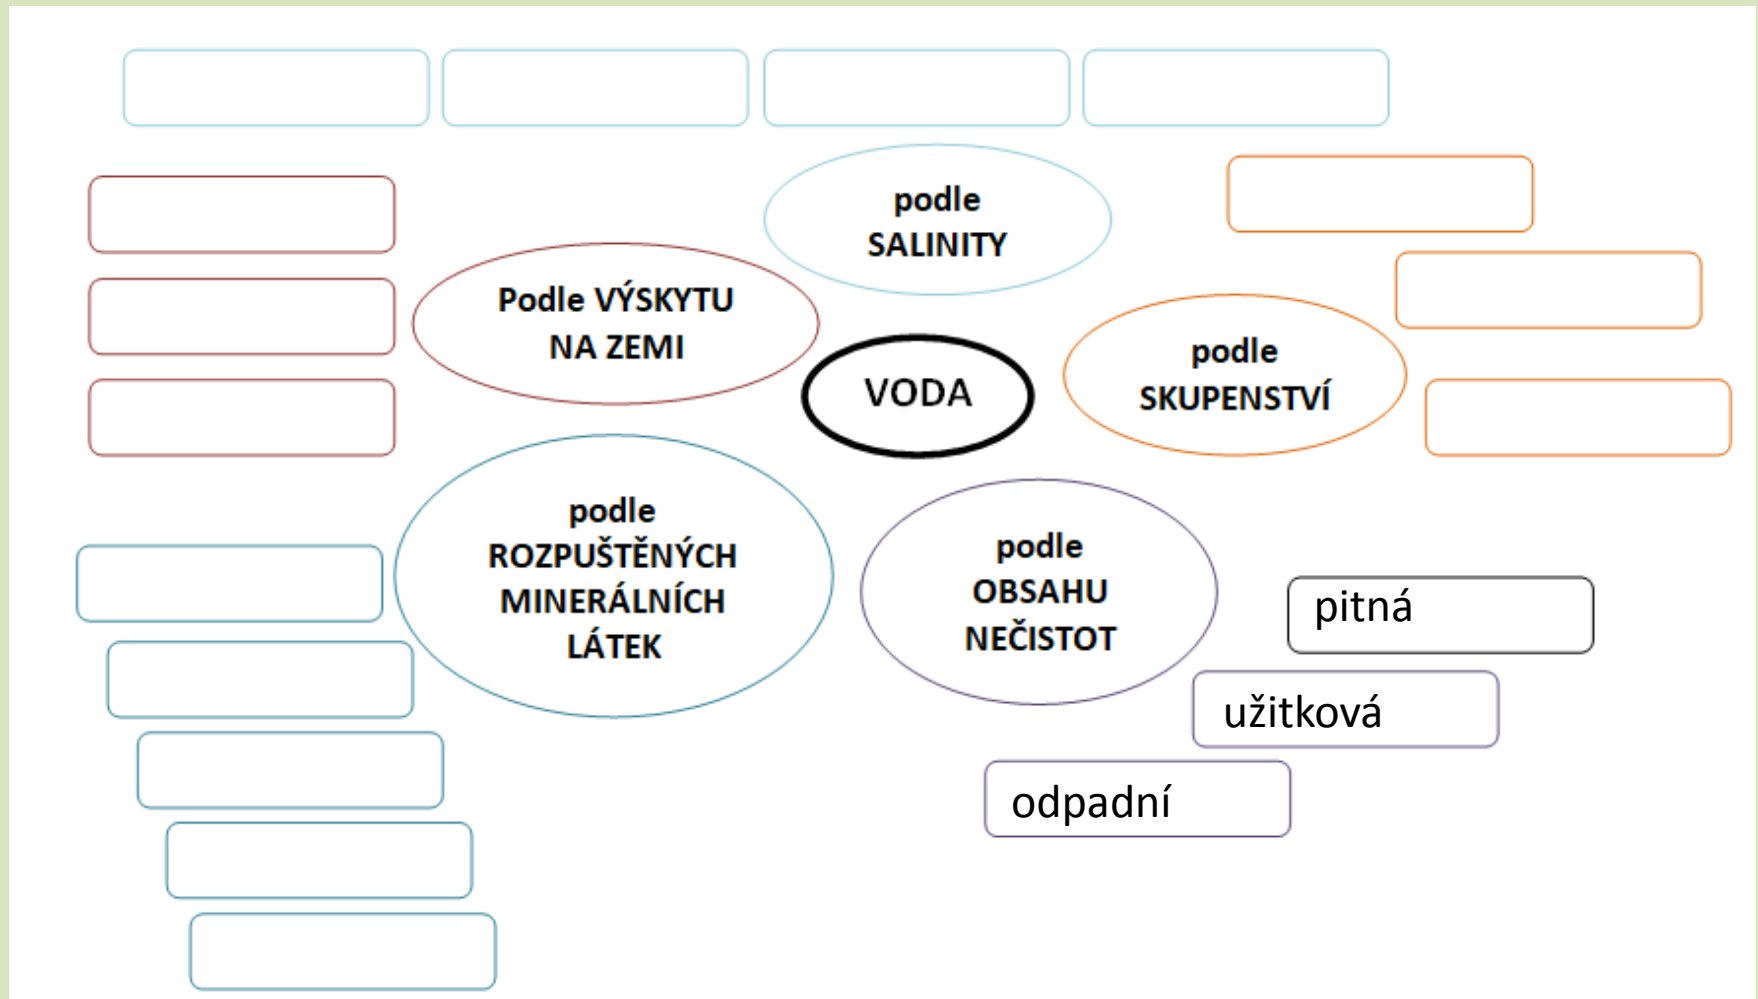 podle
SALINITY
Podle VÝSKYTU
NA ZEMI
VODA
podle
SKUPENSTVÍ
podle
ROZPUŠTĚNÝCH
MINERÁLNÍCH
LÁTEK
podle
OBSAHU
NEČISTOT
pitná
užitková
odpadní